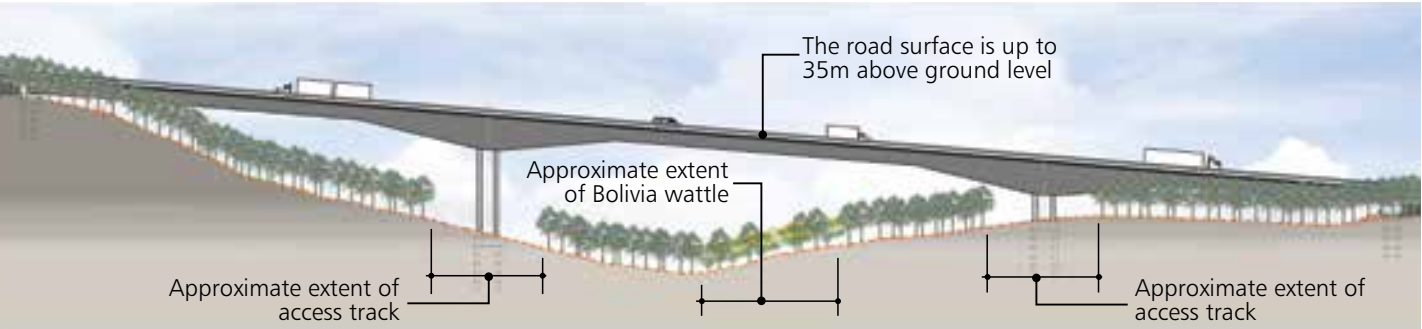 The road surface is up to
35m above ground level
Approximate extent
of Bolivia wattle
Approximate extent of
access track
Approximate extent of
access track